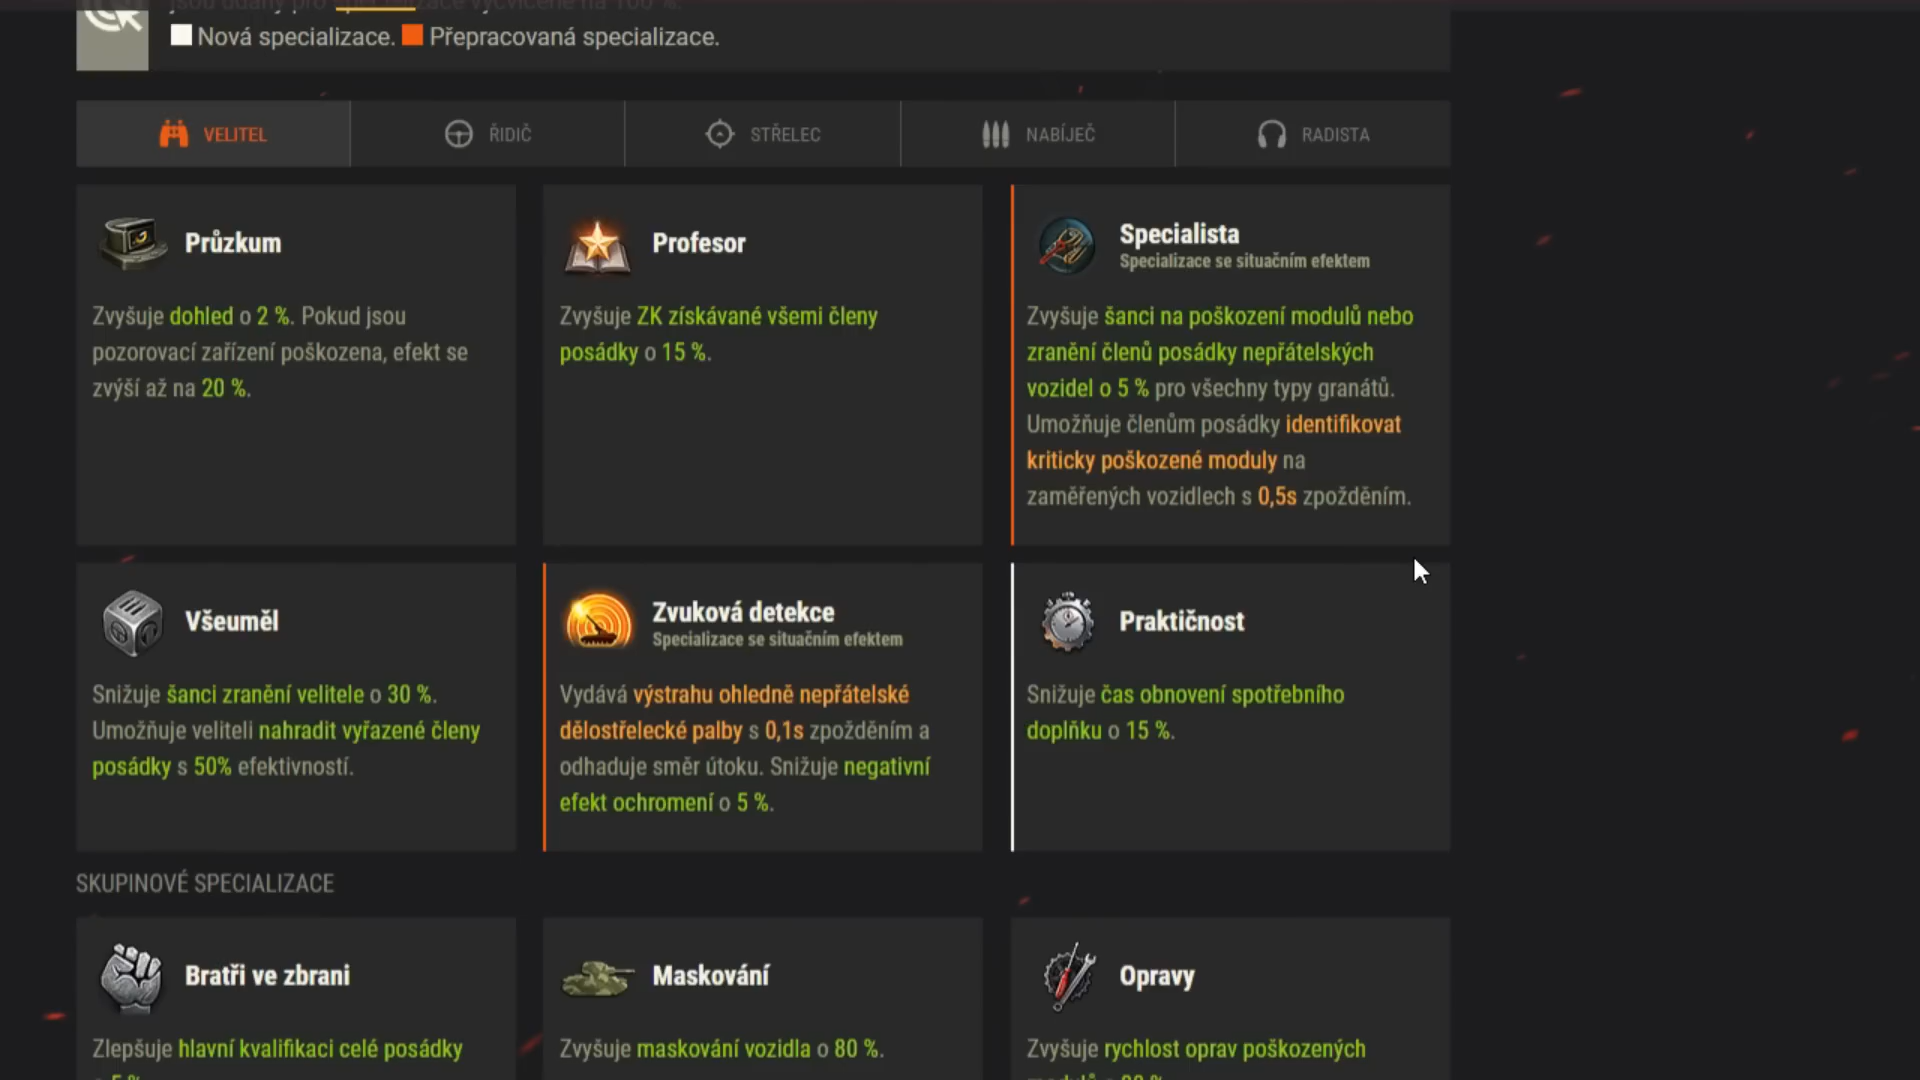 Nová specializace. Přepracovaná specializace.
VELITEL ŘIDIČ STŘELEC NABÍJEČ RADISTA
Průzkum
Zvyšuje dohled o 2 %. Pokud jsou
pozorovací zařízení poškozena, efekt se
zvýší až na 20 %.
Profesor
Zvyšuje ZK získávané všemi členy
posádky o 15 %.
Specialista
Specializace se situačním efektem
Zvyšuje šanci na poškození modulů nebo
zranění členů posádky nepřátelských
vozidel o 5 % pro všechny typy granátů.
Umožňuje členům posádky identifikovat
kriticky poškozené moduly na
zaměřených vozidlech s 0,5s zpožděním.
Všeuměl
Snižuje šanci zranění velitele o 30 %.
Umožňuje veliteli nahradit vyřazené členy
posádky s 50% efektivností.
Zvuková detekce
Specializace se situačním efektem
Vydává výstrahu ohledně nepřátelské
dělostřelecké palby s 0,1s zpožděním a
odhaduje směr útoku. Snižuje negativní
efekt ochromení o 5 %.
Praktičnost
Snižuje čas obnovení spotřebního
doplňku o 15 %.
SKUPINOVÉ SPECIALIZACE
Bratři ve zbrani
Zlepšuje hlavní kvalifikaci celé posádky
Maskování
Zvyšuje maskování vozidla o 80 %.
Opravy
Zvyšuje rychlost oprav poškozených